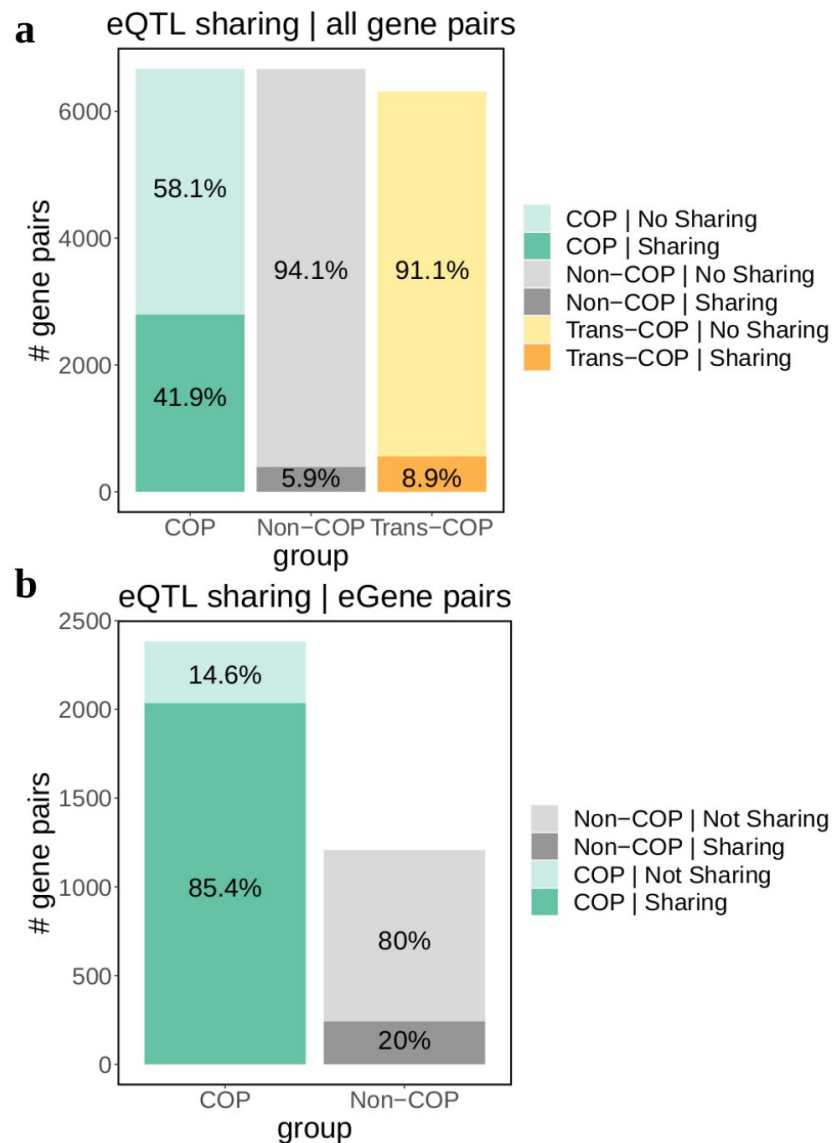 a
eQTL sharing | all gene pairs
# gene pairs
6000
4000
2000
0
58.1%
41.9%
94.1%
5.9%
91.1%
8.9%
COP
Non−COP
Trans−COP
group
COP | No Sharing
COP | Sharing
Non−COP | No Sharing
Non−COP | Sharing
Trans−COP | No Sharing
Trans−COP | Sharing
b
eQTL sharing | eGene pairs
# gene pairs
2500
2000
1500
1000
500
0
14.6%
85.4%
80%
20%
COP
Non−COP
group
Non−COP | Not Sharing
Non−COP | Sharing
COP | Not Sharing
COP | Sharing